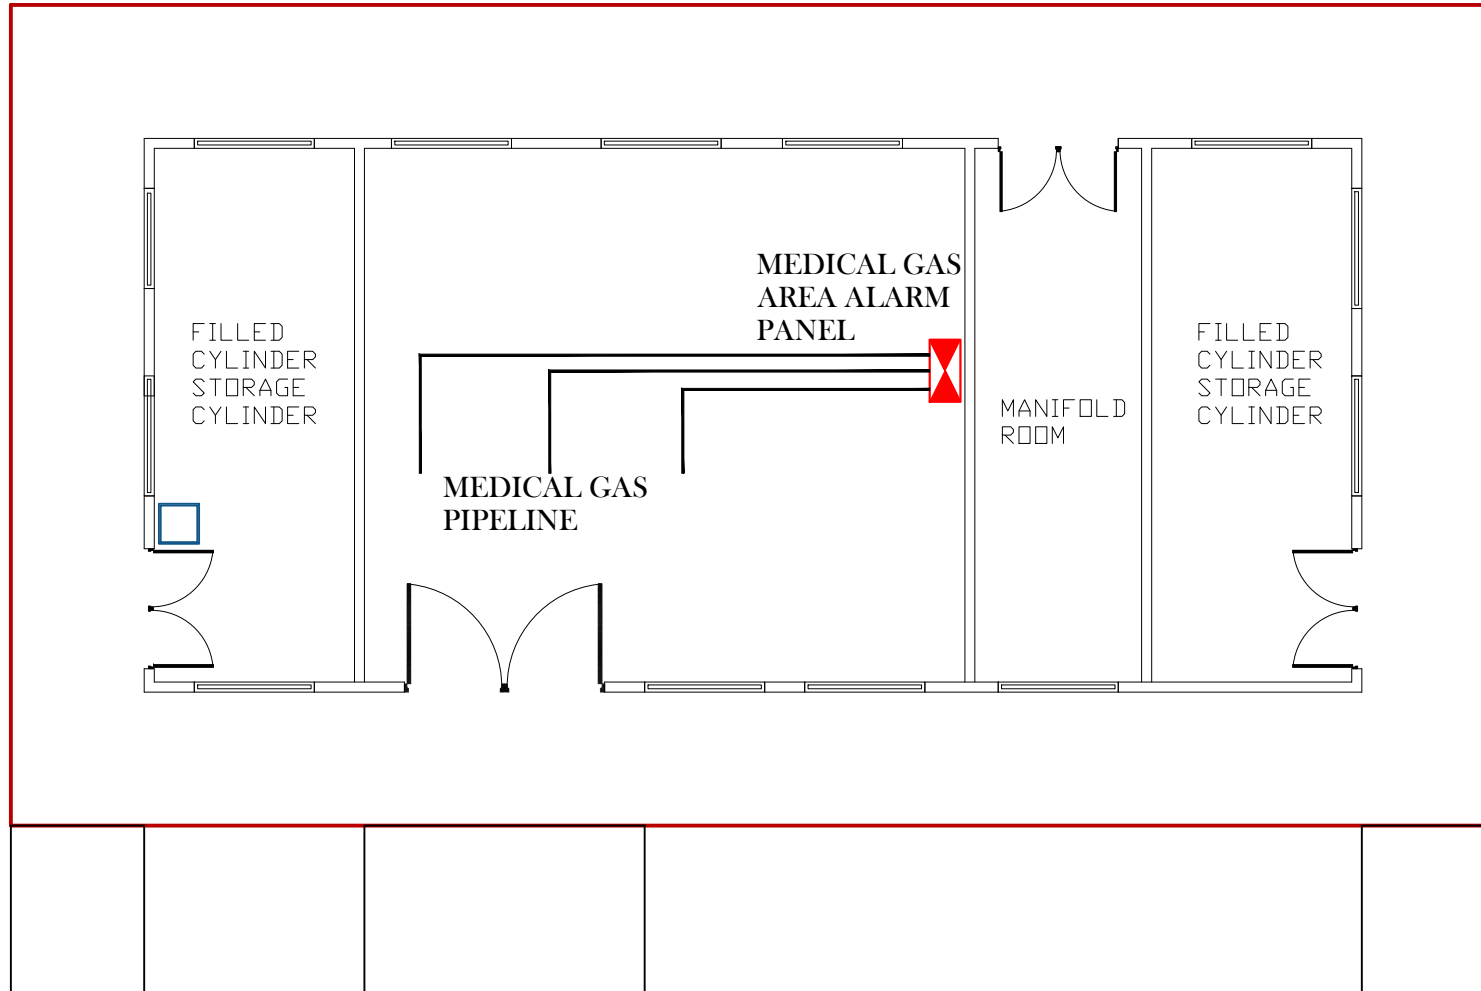 MEDICAL GAS
AREA ALARM
PANEL
FILLED
CYLINDER
STORAGE
CYLINDER
FILLED
CYLINDER
STORAGE
CYLINDER
MANIFOLD
ROOM
MEDICAL GAS
PIPELINE